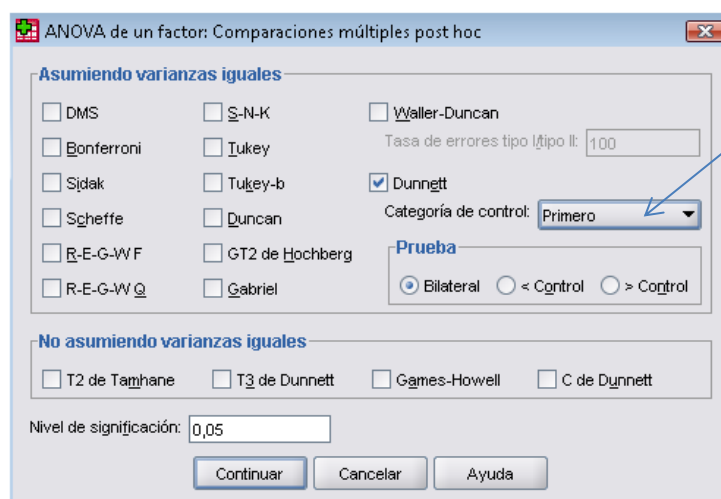 ANOVA de un factor: Comparaciones múltiples post hoc
Asumiendo varianzas iguales
DMS
S-N-K
Waller-Duncan
Bonferroni
Tukey
Tasa de errores tipo I/tipo II: 100
Sidak
Tukey-b
Dunnett
Scheffe
Duncan
Categoría de control: Primero
R-E-G-W F
GT2 de Hochberg
Prueba
R-E-G-W Q
Gabriel
Bilateral < Control > Control
No asumiendo varianzas iguales
T2 de Tamhane T3 de Dunnett Games-Howell C de Dunnett
Nivel de significación: 0,05
Continuar Cancelar Ayuda